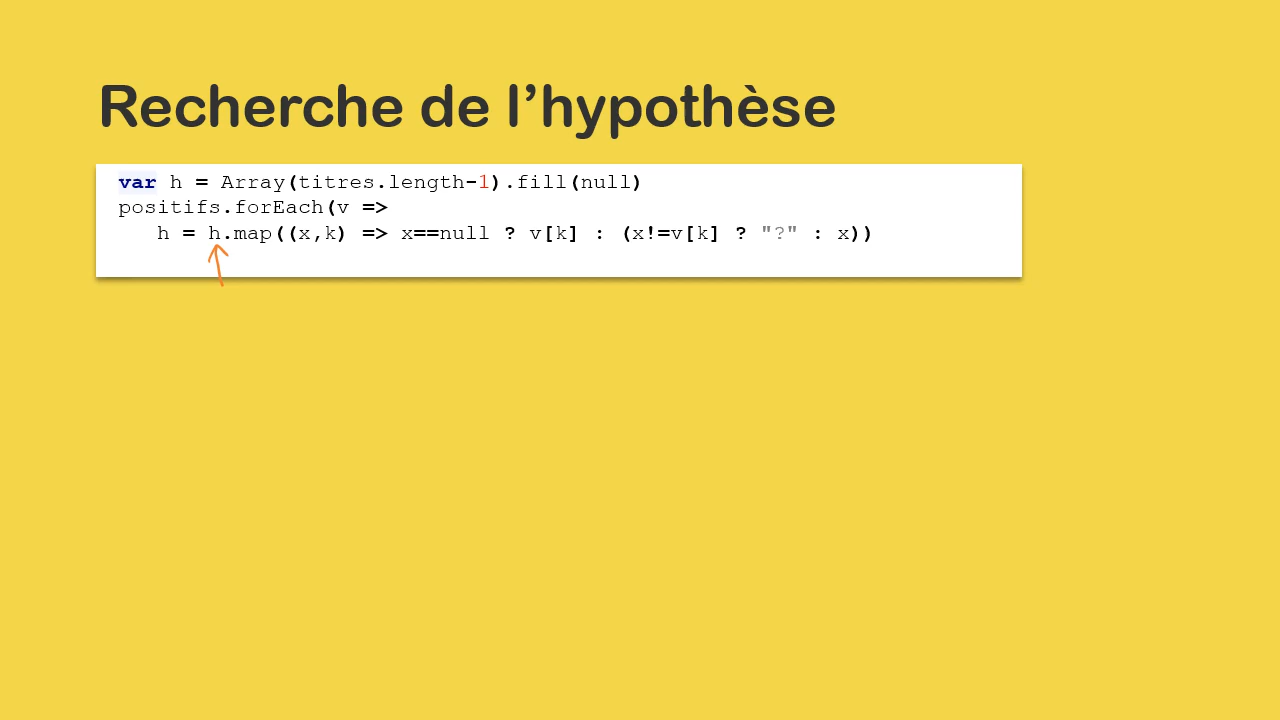 Recherche de l’hypothèse
var h = Array(titres.length-1).fill(null)
positifs.forEach(v =>
h = h.map((x,k) => x==null ? v[k] : (x!=v[k] ? "?" : x))